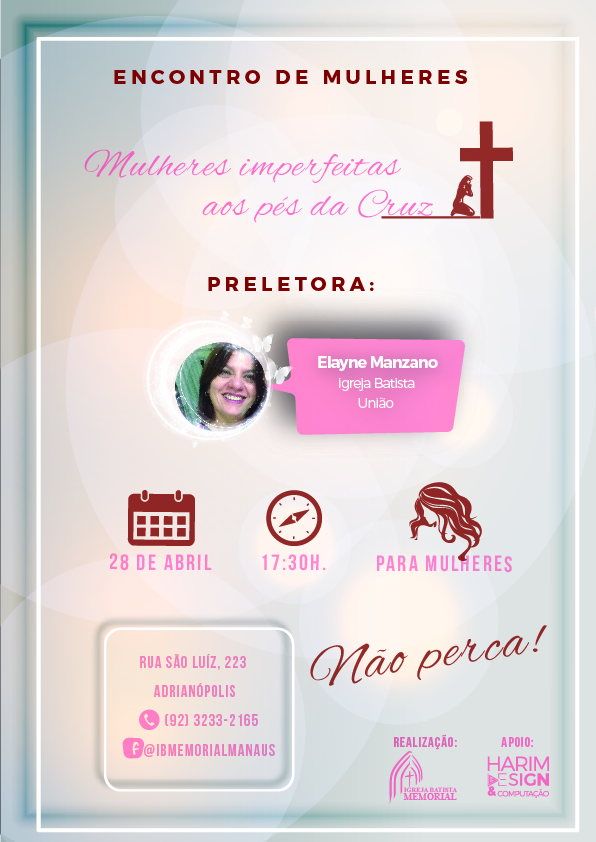 ENCONTRO DE MULHERES
Mulheres imperfeitas
aos pés da Cruz
PRELETORA:
Elayne Manzano
Igreja Batista
União
28 DE ABRIL
17:30H.
PARA MULHERES
RUA SÃO LUÍZ, 223
ADRIANÓPOLIS
(92) 3233-2165
@IBMEMORIALMANAUS
Não perca!
REALIZAÇÃO:
IGREJA BATISTA
MEMORIAL
APOIO:
HARIM
DESIGN
& COMPUTAÇÃO